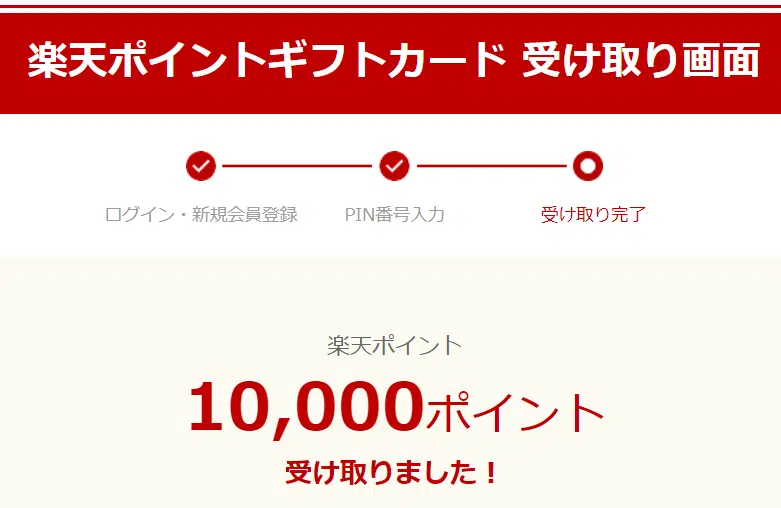 楽天ポイントギフトカード 受け取り画面
ログイン・新規会員登録
PIN番号入力
受け取り完了
楽天ポイント
10,000ポイント
受け取りました！